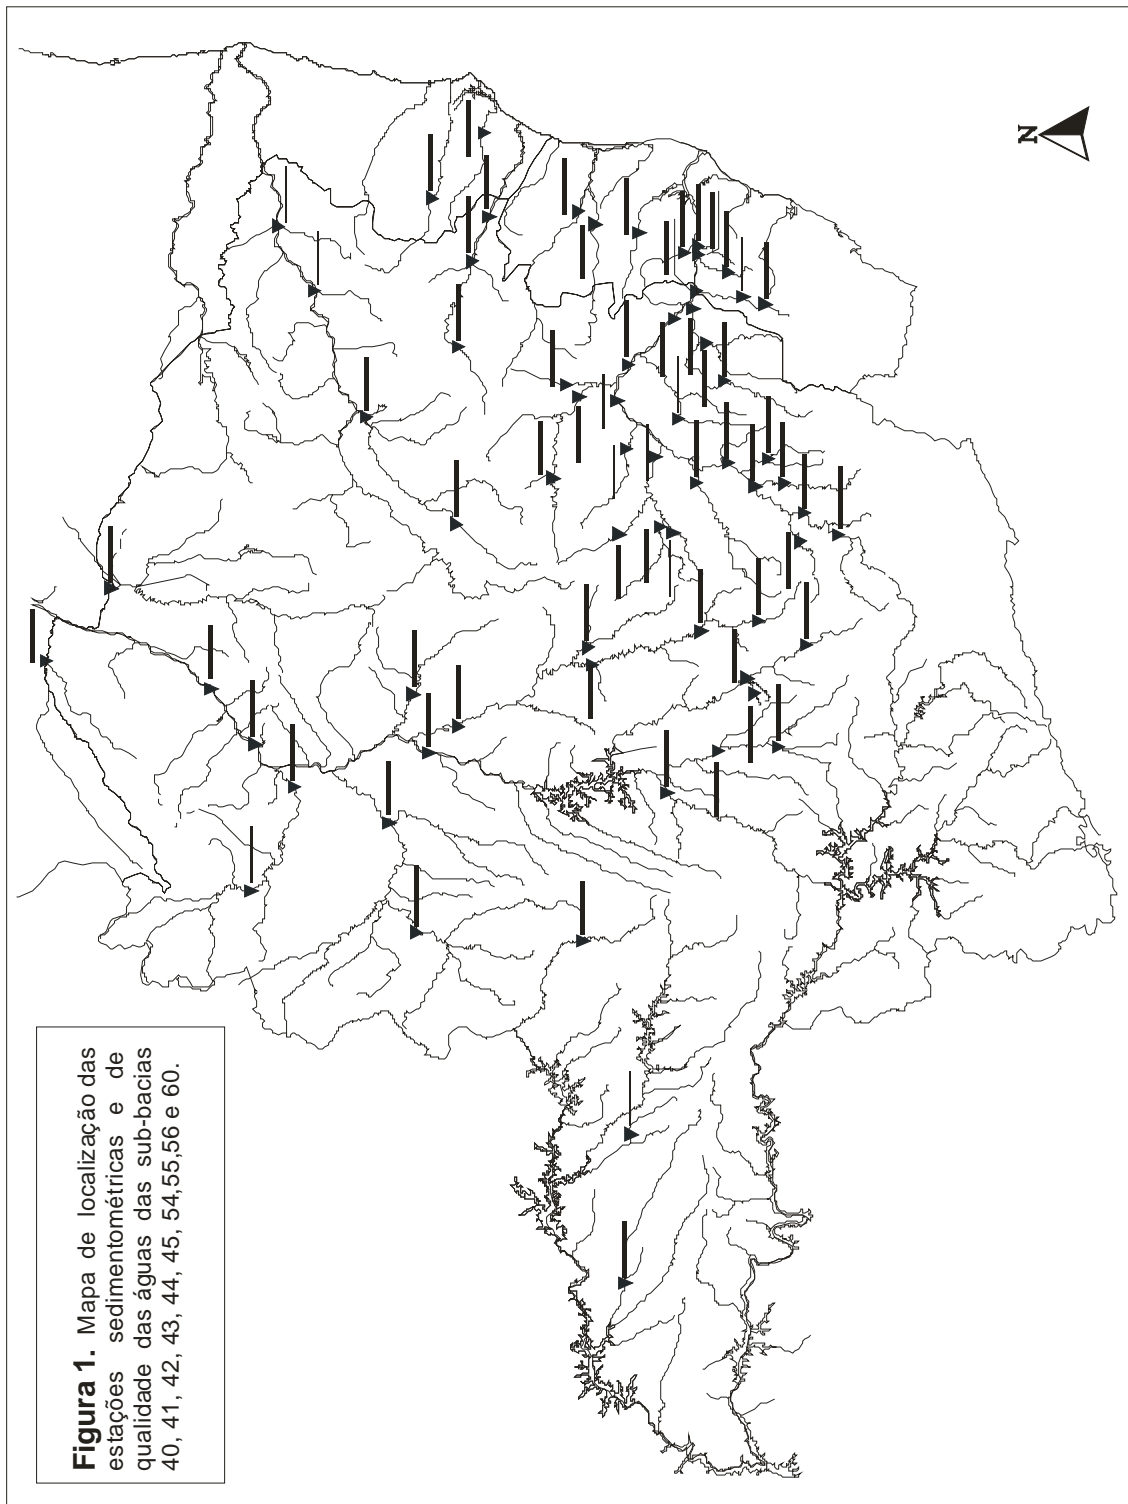 Figura 1. Mapa de localização das
estações sedimentométricas e de
qualidade das águas das sub-bacias
40, 41, 42, 43, 44, 45, 54,55,56 e 60.
N